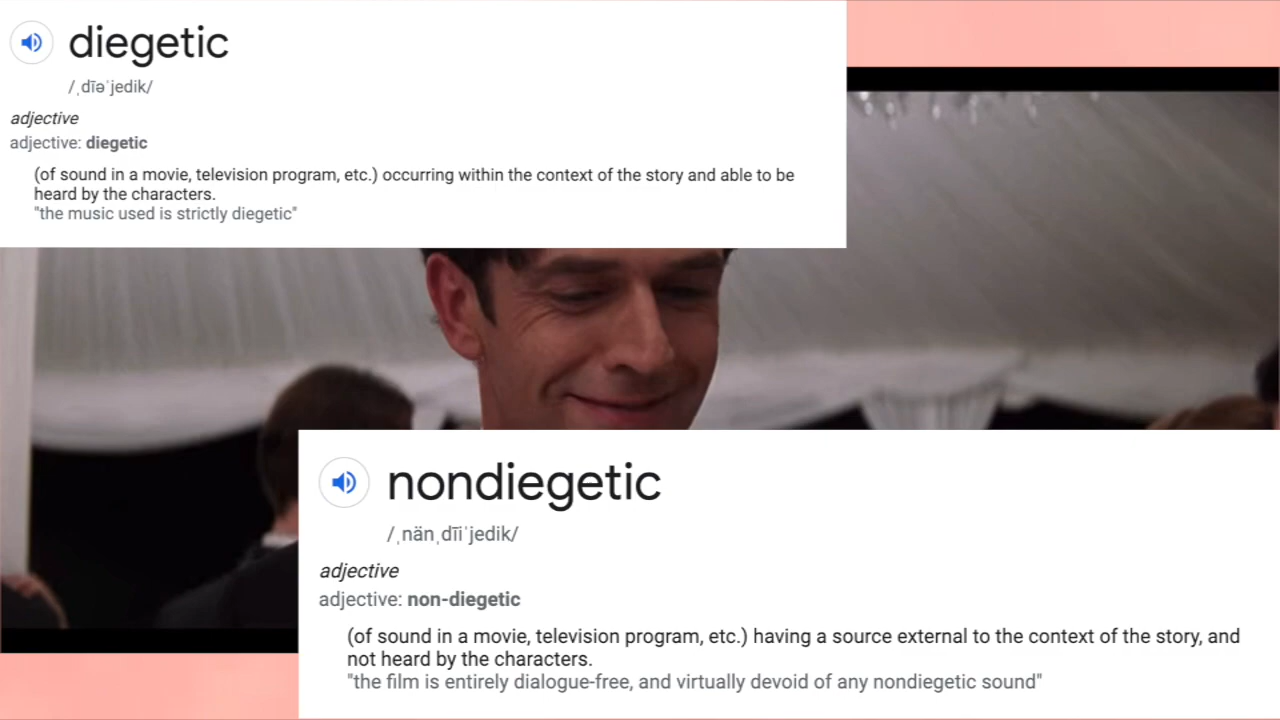 diegetic
/ˌdīəˈjedik/
adjective
adjective: diegetic
(of sound in a movie, television program, etc.) occurring within the context of the story and able to be
heard by the characters.
"the music used is strictly diegetic"
nondiegetic
/ˌnänˌdīiˈjedik/
adjective
adjective: non-diegetic
(of sound in a movie, television program, etc.) having a source external to the context of the story, and
not heard by the characters.
"the film is entirely dialogue-free, and virtually devoid of any nondiegetic sound"